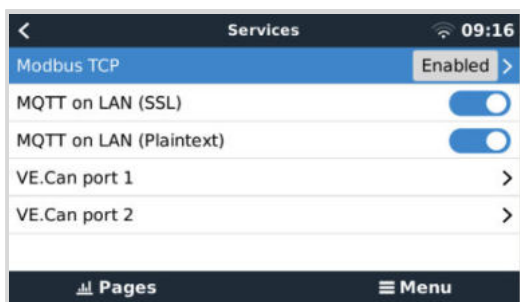 Services 09:16
Modbus TCP Enabled
MQTT on LAN (SSL)
MQTT on LAN (Plaintext)
VE.Can port 1
VE.Can port 2
Pages Menu